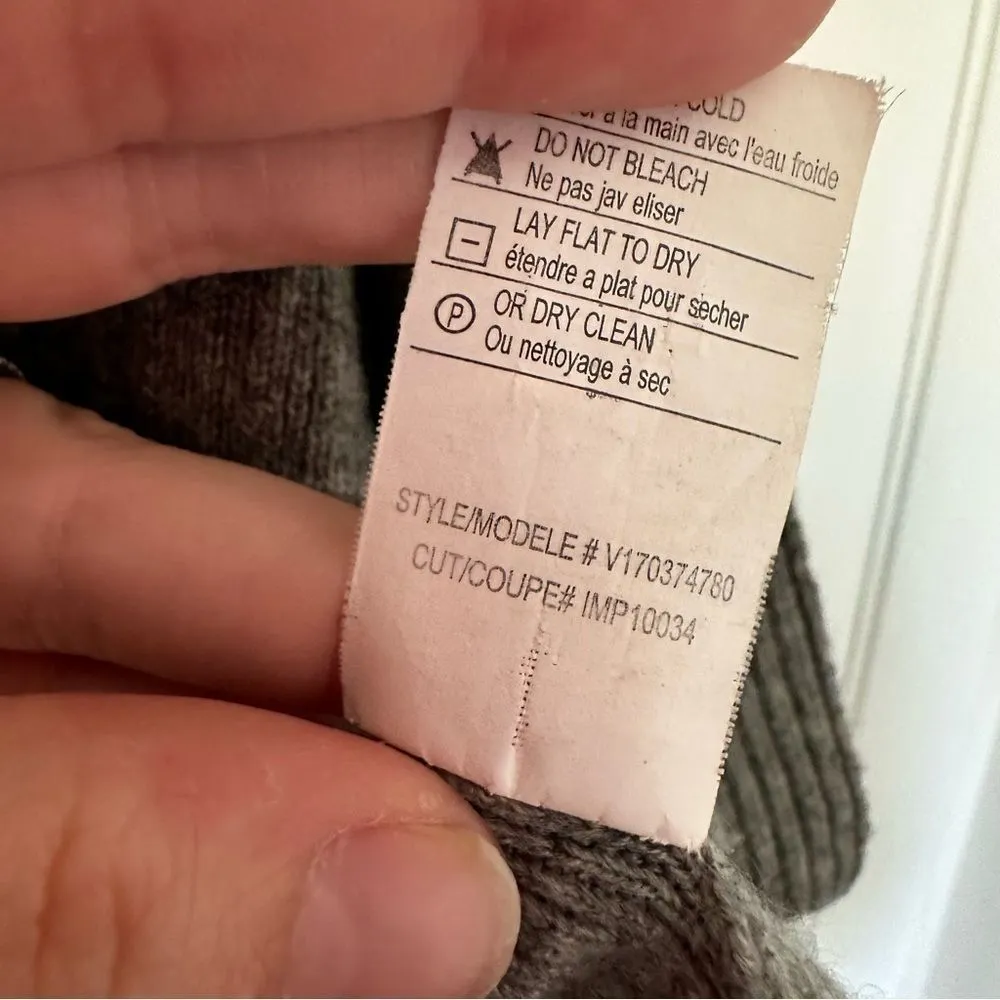 COLD
a la main avec l'eau froide
DO NOT BLEACH
Ne pas jav eliser
LAY FLAT TO DRY
étendre a plat pour secher
P
OR DRY CLEAN
Ou nettoyage à sec
STYLE/MODELE # V170374780
CUT/COUPE# IMP10034